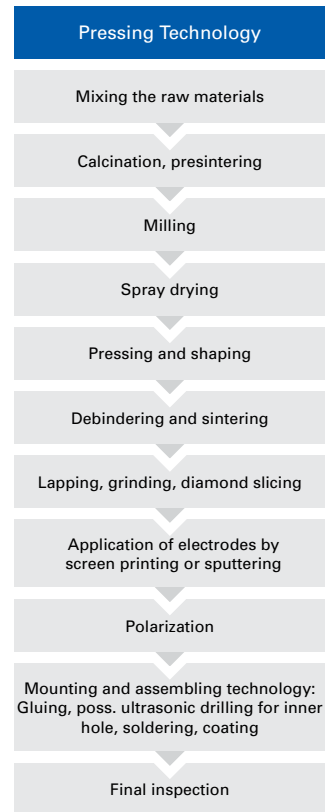 Pressing Technology
Mixing the raw materials
Calcination, presintering
Milling
Spray drying
Pressing and shaping
Debindering and sintering
Lapping, grinding, diamond slicing
Application of electrodes by
screen printing or sputtering
Polarization
Mounting and assembling technology:
Gluing, poss. ultrasonic drilling for inner
hole, soldering, coating
Final inspection